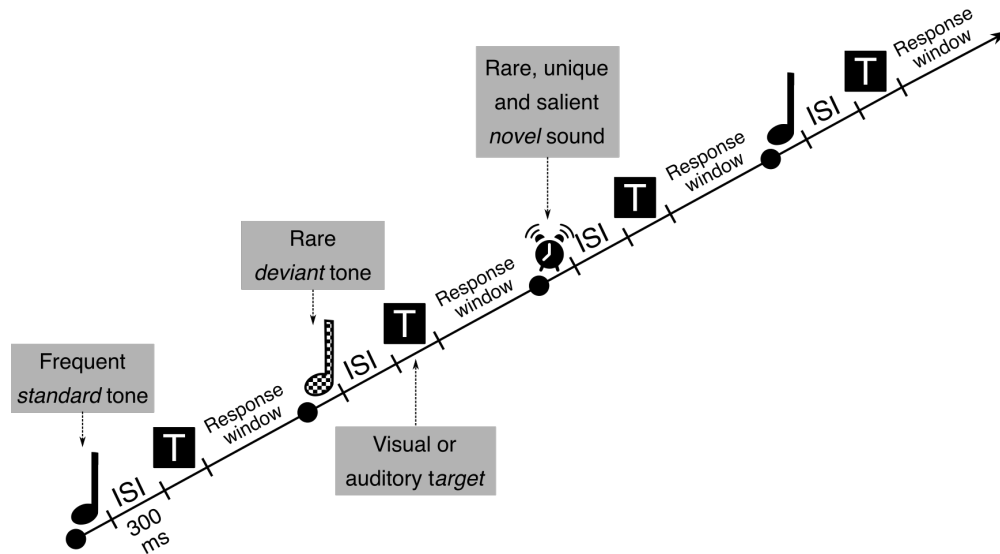 Frequent
standard tone
ISI
300
ms
T
Response
window
Rare
deviant tone
ISI
T
Visual or
auditory target
Response
window
Rare, unique
and salient
novel sound
ISI
T
Response
window
ISI
T
Response
window